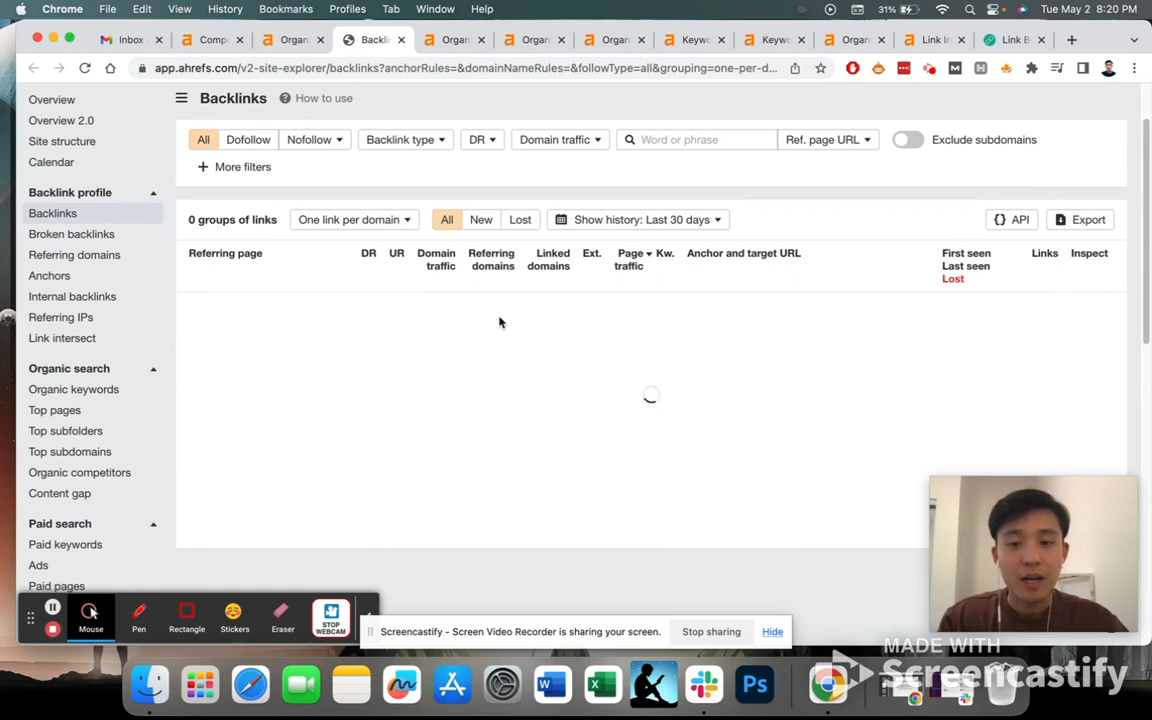 Chrome File Edit View History Bookmarks Profiles Tab Window Help 31% Tue May 2 8:20 PM
Inbox Comp Organi Backli Organ Organ Organ Keyw Keyw Organ Link In Link B
app.ahrefs.com/v2-site-explorer/backlinks?anchorRules=&domainNameRules=&followType=all&grouping=one-per-d...
Overview
Overview 2.0
Site structure
Calendar
Backlink profile
Backlinks
Broken backlinks
Referring domains
Anchors
Internal backlinks
Referring IPs
Link intersect
Organic search
Organic keywords
Top pages
Top subfolders
Top subdomains
Organic competitors
Content gap
Paid search
Paid keywords
Ads
Paid pages
Backlinks ? How to use
All Dofollow Nofollow Backlink type DR Domain traffic Word or phrase Ref. page URL Exclude subdomains
+ More filters
0 groups of links One link per domain All New Lost Show history: Last 30 days {} API Export
Referring page DR UR Domain traffic Referring domains Linked domains Ext. Page traffic Kw. Anchor and target URL First seen Last seen Lost Links Inspect
Mouse Pen Rectangle Stickers Eraser STOP WEBCAM
Screencastify - Screen Video Recorder is sharing your screen. Stop sharing Hide
MADE WITH
Screencastify
W X Ps